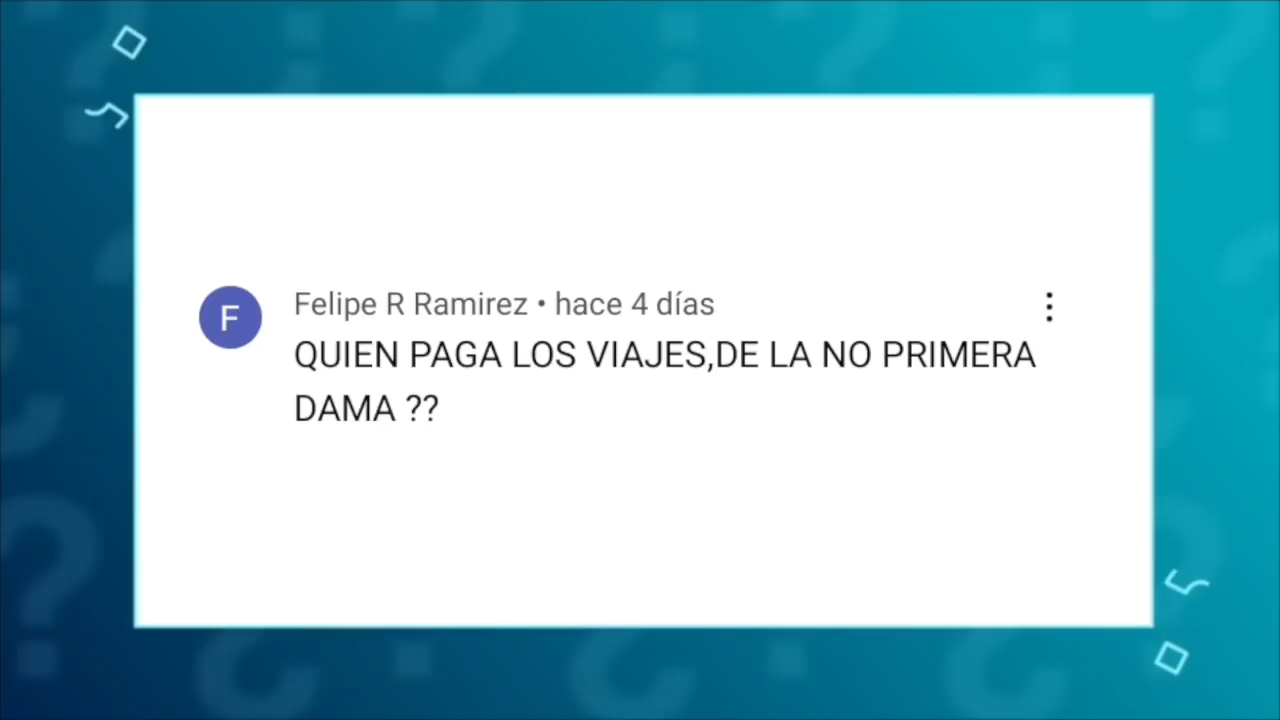 F
Felipe R Ramirez • hace 4 días
QUIEN PAGA LOS VIAJES,DE LA NO PRIMERA
DAMA ??